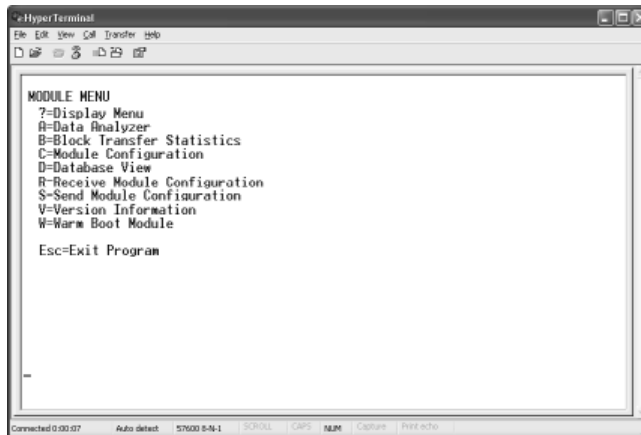 HyperTerminal
File Edit View Call Transfer Help
MODULE MENU
?=Display Menu
A=Data Analyzer
B=Block Transfer Statistics
C=Module Configuration
D=Database View
R=Receive Module Configuration
S=Send Module Configuration
V=Version Information
W=Warm Boot Module
Esc=Exit Program
Connected 0:00:07 Auto detect 57600 8-N-1 SCROLL CAPS NUM Capture Print echo